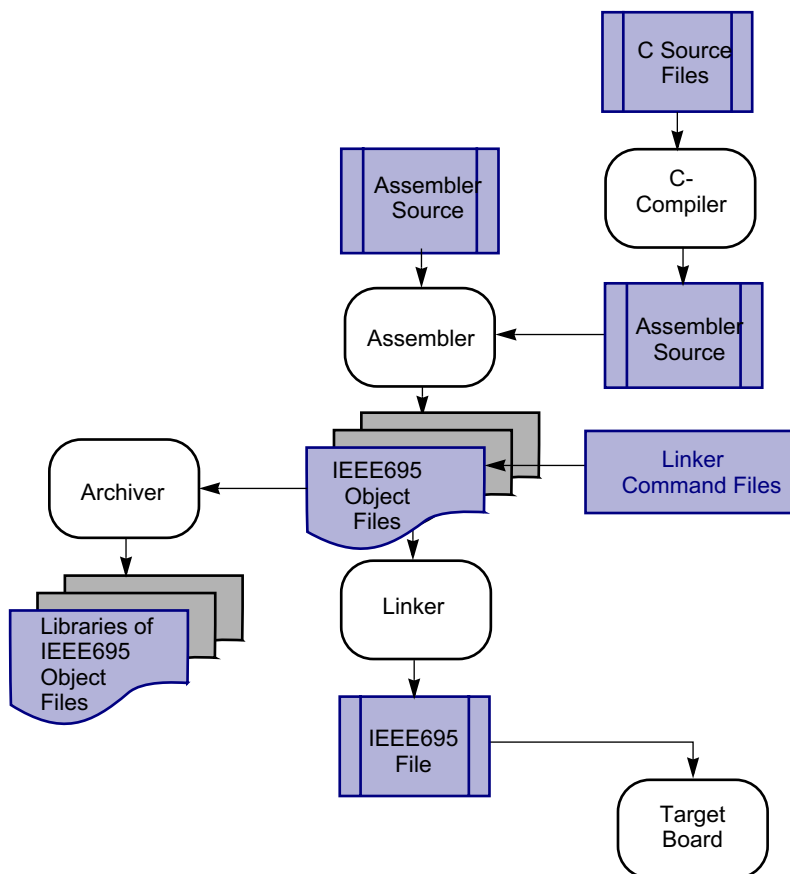 C Source
Files
Assembler
Source
C-
Compiler
Assembler
Assembler
Source
IEEE695
Object
Files
Linker
Command Files
Archiver
Linker
Libraries of
IEEE695
Object
Files
IEEE695
File
Target
Board